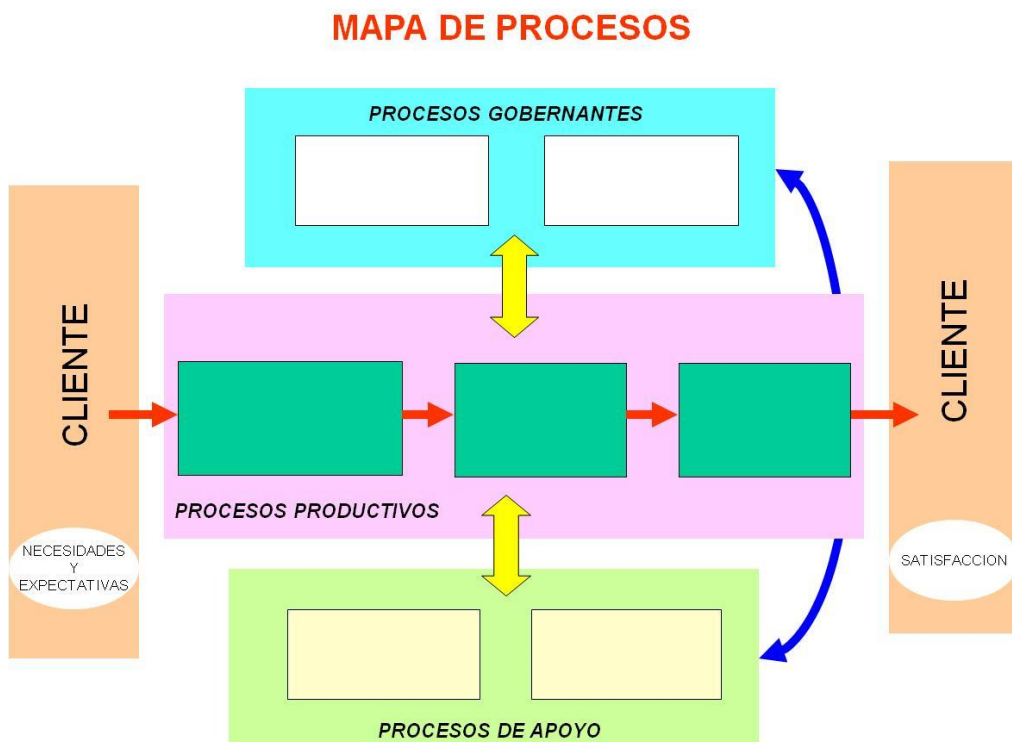 MAPA DE PROCESOS
PROCESOS GOBERNANTES
CLIENTE
CLIENTE
PROCESOS PRODUCTIVOS
NECESIDADES
Y
EXPECTATIVAS
SATISFACCION
PROCESOS DE APOYO